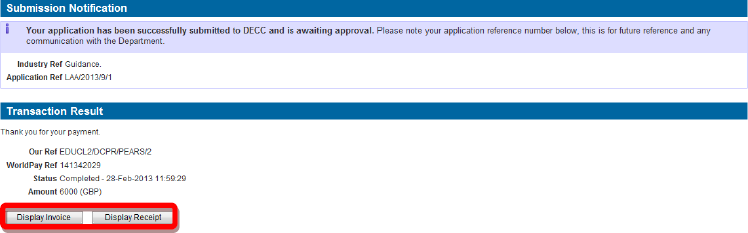 Submission Notification
Your application has been successfully submitted to DECC and is awaiting approval. Please note your application reference number below, this is for future reference and any
communication with the Department.
Industry Ref Guidance.
Application Ref LAA/2013/9/1
Transaction Result
Thank you for your payment.
Our Ref EDUCL2/DCPR/PEARS/2
WorldPay Ref 141342029
Status Completed - 28-Feb-2013 11:59:29
Amount 6000 (GBP)
Display Invoice Display Receipt